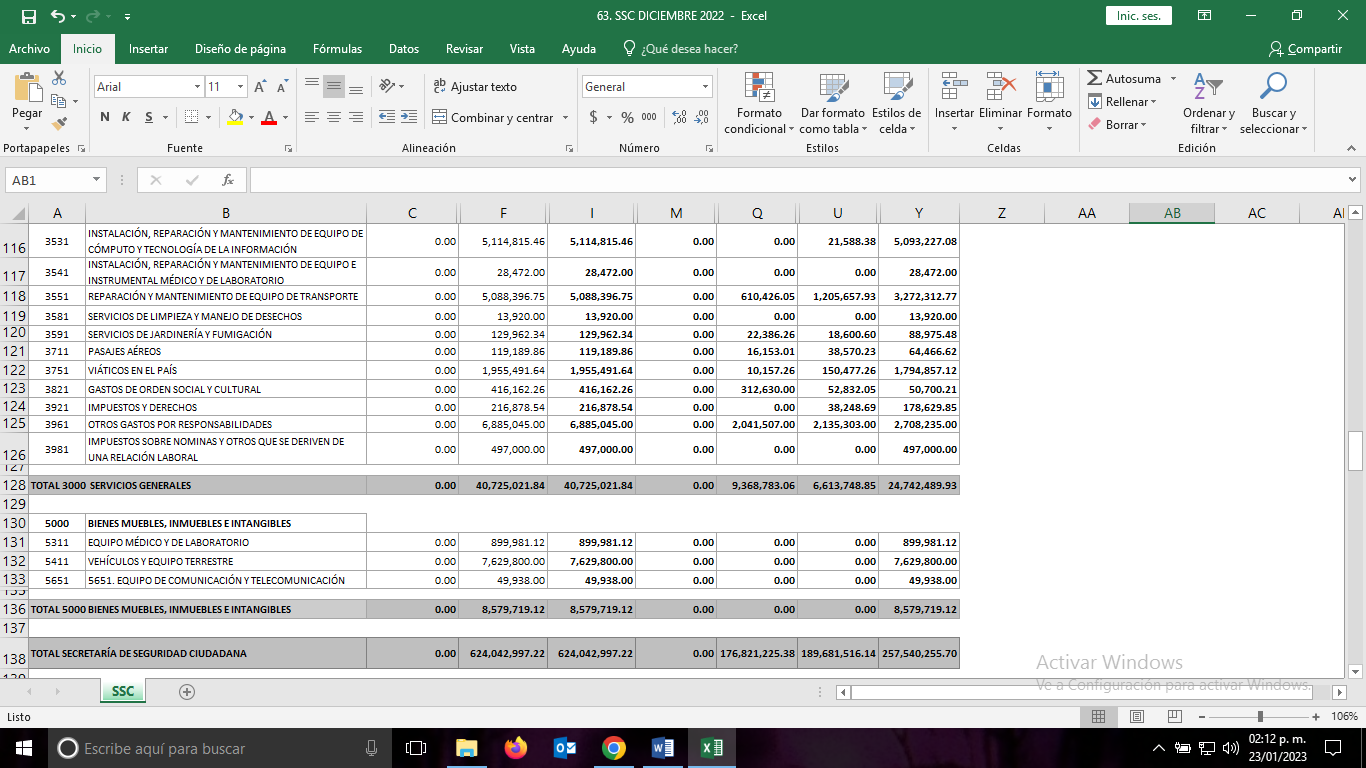 63. SSC DICIEMBRE 2022 - Excel
Inic. ses.
Archivo Inicio Insertar Diseño de página Fórmulas Datos Revisar Vista Ayuda ¿Qué desea hacer? Compartir
Pegar
Portapapeles
Arial 11
N K S
Fuente
Ajustar texto
Combinar y centrar
Alineación
General
$ % 000
Número
Formato condicional
Dar formato como tabla
Estilos de celda
Estilos
Insertar Eliminar Formato
Celdas
Autosuma
Rellenar
Borrar
Ordenar y filtrar
Buscar y seleccionar
Edición
AB1 fx
A B C F I M Q U Y Z AA AB AC
116 3531 INSTALACIÓN, REPARACIÓN Y MANTENIMIENTO DE EQUIPO DE CÓMPUTO Y TECNOLOGÍA DE LA INFORMACIÓN 0.00 5,114,815.46 5,114,815.46 0.00 0.00 21,588.38 5,093,227.08
117 3541 INSTALACIÓN, REPARACIÓN Y MANTENIMIENTO DE EQUIPO E INSTRUMENTAL MÉDICO Y DE LABORATORIO 0.00 28,472.00 28,472.00 0.00 0.00 0.00 28,472.00
118 3551 REPARACIÓN Y MANTENIMIENTO DE EQUIPO DE TRANSPORTE 0.00 5,088,396.75 5,088,396.75 0.00 610,426.05 1,205,657.93 3,272,312.77
119 3581 SERVICIOS DE LIMPIEZA Y MANEJO DE DESECHOS 0.00 13,920.00 13,920.00 0.00 0.00 0.00 13,920.00
120 3591 SERVICIOS DE JARDINERÍA Y FUMIGACIÓN 0.00 129,962.34 129,962.34 0.00 22,386.26 18,600.60 88,975.48
121 3711 PASAJES AÉREOS 0.00 119,189.86 119,189.86 0.00 16,153.01 38,570.23 64,466.62
122 3751 VIÁTICOS EN EL PAÍS 0.00 1,955,491.64 1,955,491.64 0.00 10,157.26 150,477.26 1,794,857.12
123 3821 GASTOS DE ORDEN SOCIAL Y CULTURAL 0.00 416,162.26 416,162.26 0.00 312,630.00 52,832.05 50,700.21
124 3921 IMPUESTOS Y DERECHOS 0.00 216,878.54 216,878.54 0.00 0.00 38,248.69 178,629.85
125 3961 OTROS GASTOS POR RESPONSABILIDADES 0.00 6,885,045.00 6,885,045.00 0.00 2,041,507.00 2,135,303.00 2,708,235.00
126 3981 IMPUESTOS SOBRE NOMINAS Y OTROS QUE SE DERIVEN DE UNA RELACIÓN LABORAL 0.00 497,000.00 497,000.00 0.00 0.00 0.00 497,000.00
127
128 TOTAL 3000 SERVICIOS GENERALES 0.00 40,725,021.84 40,725,021.84 0.00 9,368,783.06 6,613,748.85 24,742,489.93
129
130 5000 BIENES MUEBLES, INMUEBLES E INTANGIBLES
131 5311 EQUIPO MÉDICO Y DE LABORATORIO 0.00 899,981.12 899,981.12 0.00 0.00 0.00 899,981.12
132 5411 VEHÍCULOS Y EQUIPO TERRESTRE 0.00 7,629,800.00 7,629,800.00 0.00 0.00 0.00 7,629,800.00
133 5651 5651. EQUIPO DE COMUNICACIÓN Y TELECOMUNICACIÓN 0.00 49,938.00 49,938.00 0.00 0.00 0.00 49,938.00
136 TOTAL 5000 BIENES MUEBLES, INMUEBLES E INTANGIBLES 0.00 8,579,719.12 8,579,719.12 0.00 0.00 0.00 8,579,719.12
137
138 TOTAL SECRETARÍA DE SEGURIDAD CIUDADANA 0.00 624,042,997.22 624,042,997.22 0.00 176,821,225.38 189,681,516.14 257,540,255.70
Activar Windows
Ve a Configuración para activar Windows.
SSC
Listo
106%
Escribe aquí para buscar
02:12 p. m.
23/01/2023